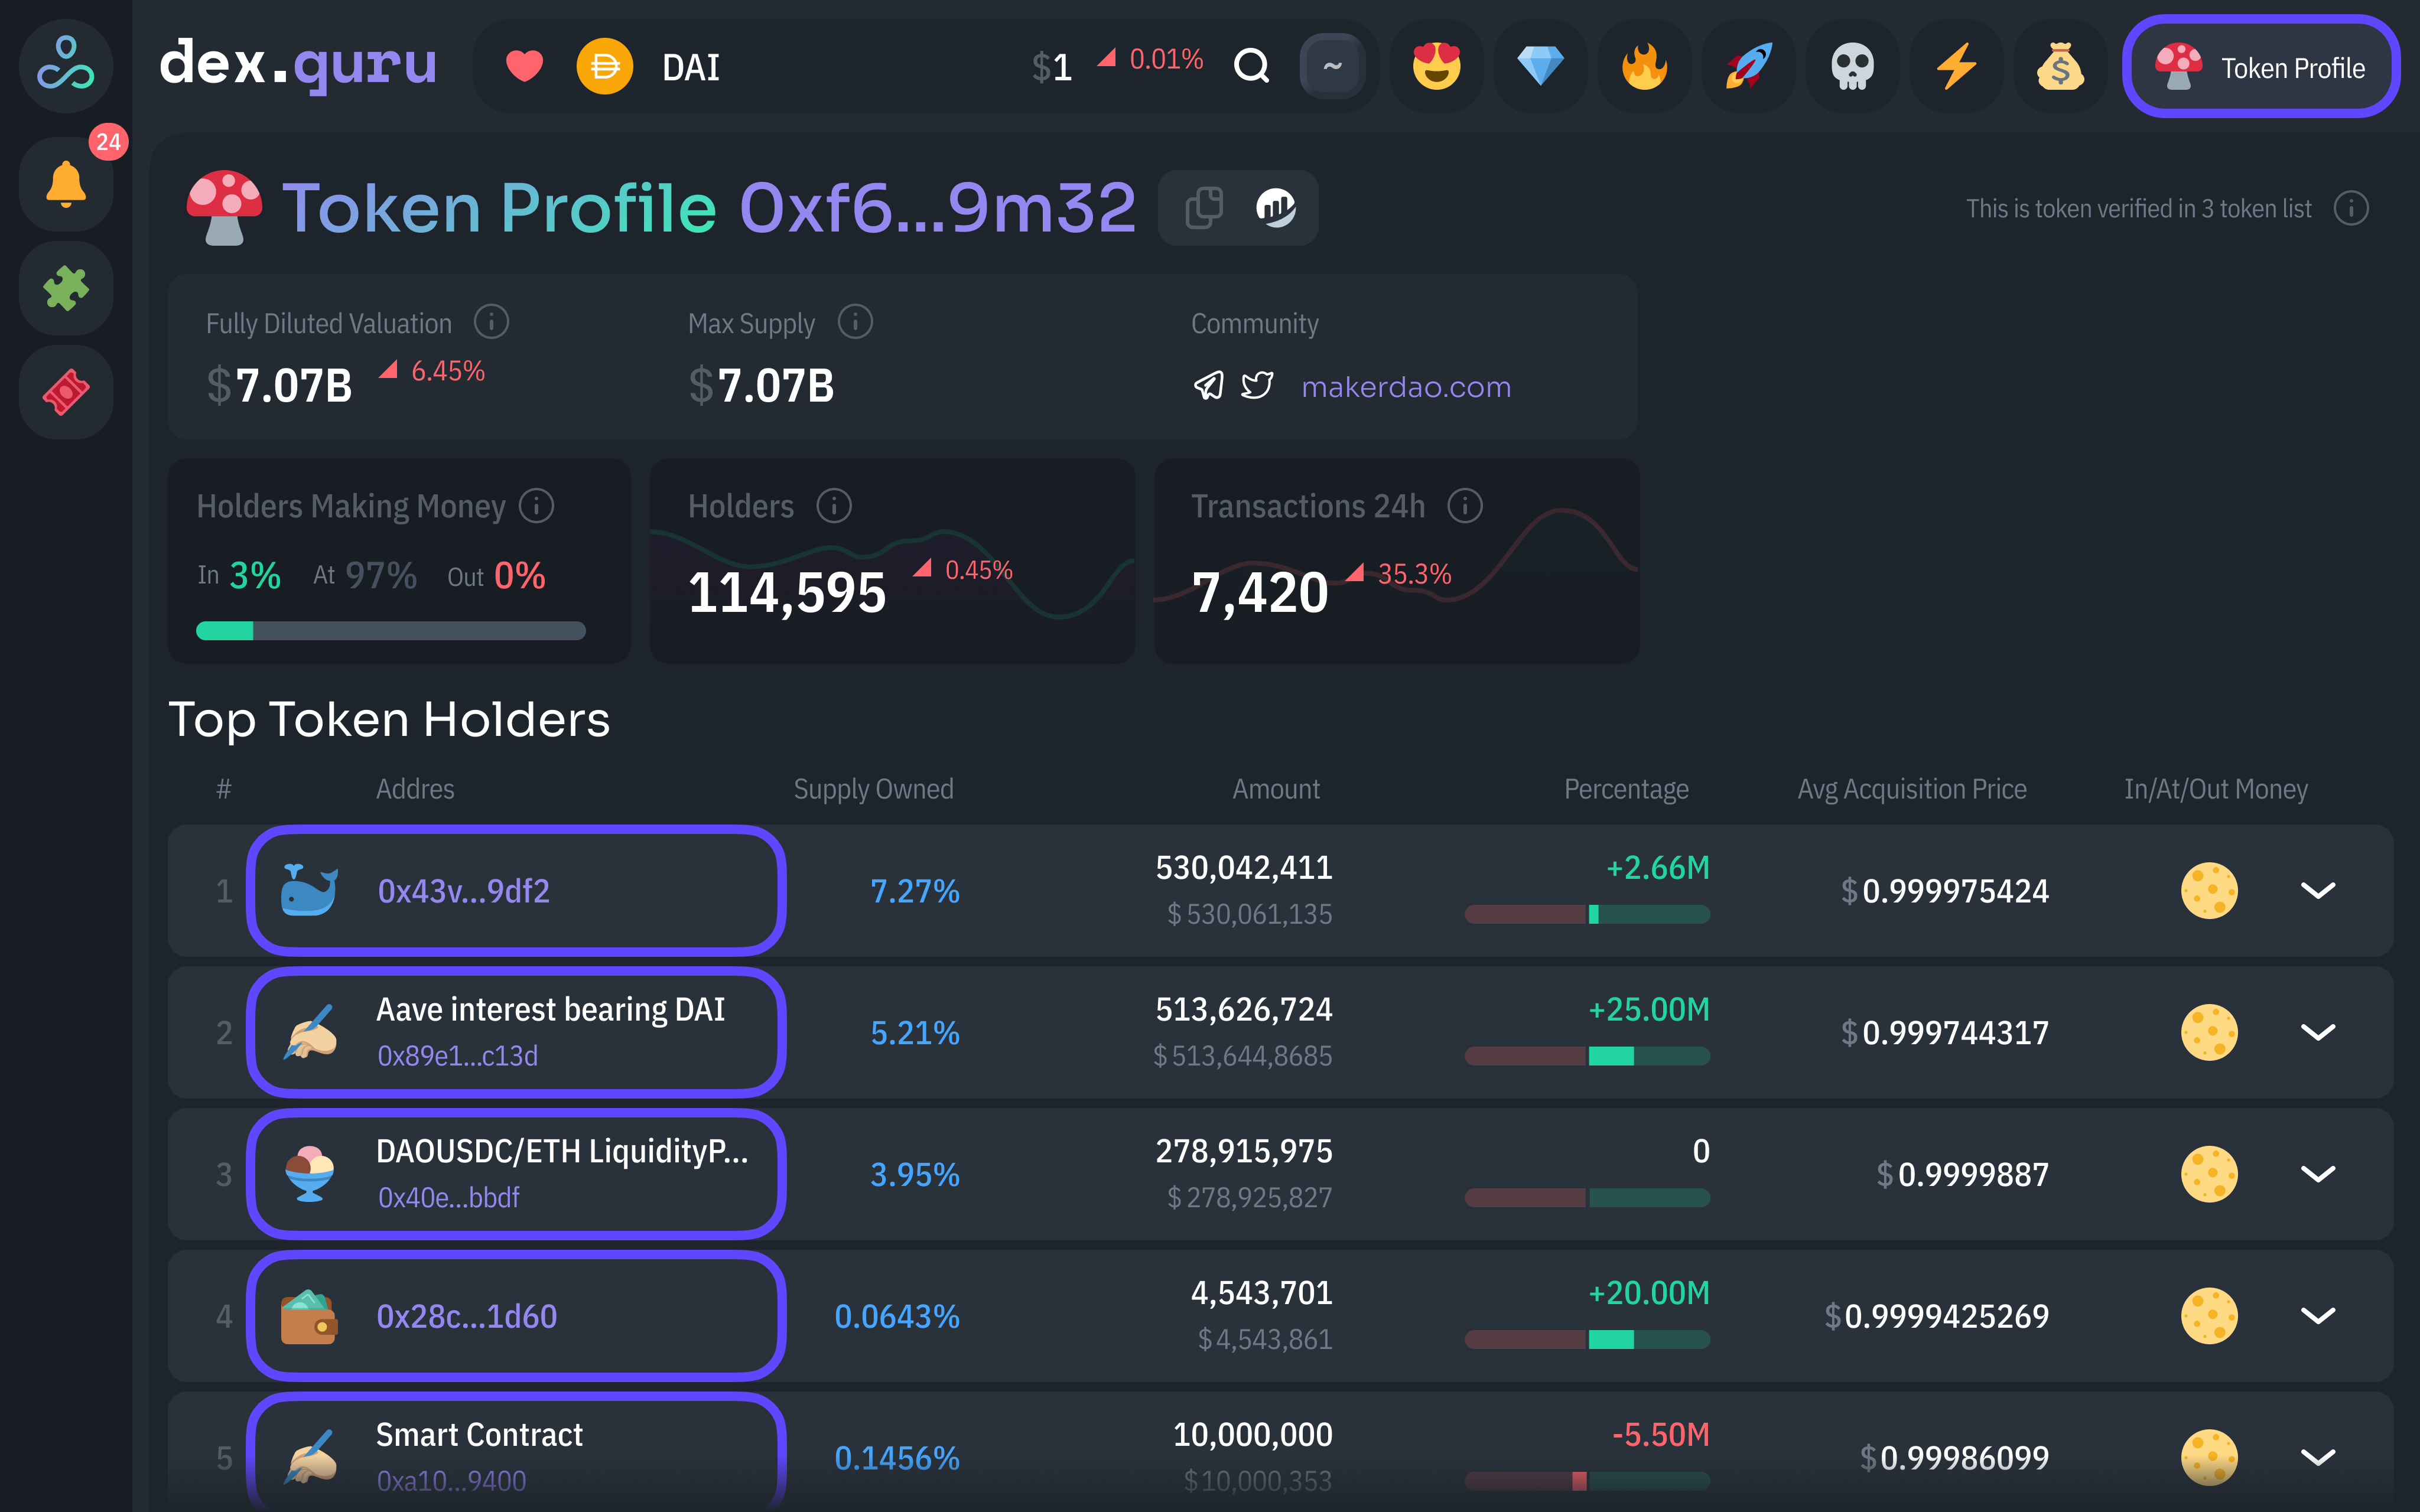 dex.guru
DAI
$1 0.01%
~
Token Profile
24
Token Profile 0xf6...9m32
This is token verified in 3 token list
Fully Diluted Valuation
$7.07B 6.45%
Max Supply
$7.07B
Community
makerdao.com
Holders Making Money
In 3% At 97% Out 0%
Holders
114,595 0.45%
Transactions 24h
7,420 35.3%
Top Token Holders
# Addres Supply Owned Amount Percentage Avg Acquisition Price In/At/Out Money
1 0x43v...9df2 7.27% 530,042,411 +2.66M $0.999975424
$530,061,135
2 Aave interest bearing DAI 5.21% 513,626,724 +25.00M $0.999744317
0x89e1...c13d $513,644,8685
3 DAOUSDC/ETH LiquidityP... 3.95% 278,915,975 0 $0.9999887
0x40e...bbdf $278,925,827
4 0x28c...1d60 0.0643% 4,543,701 +20.00M $0.9999425269
$4,543,861
5 Smart Contract 0.1456% 10,000,000 -5.50M $0.99986099
0xa10...9400 $10,000,353